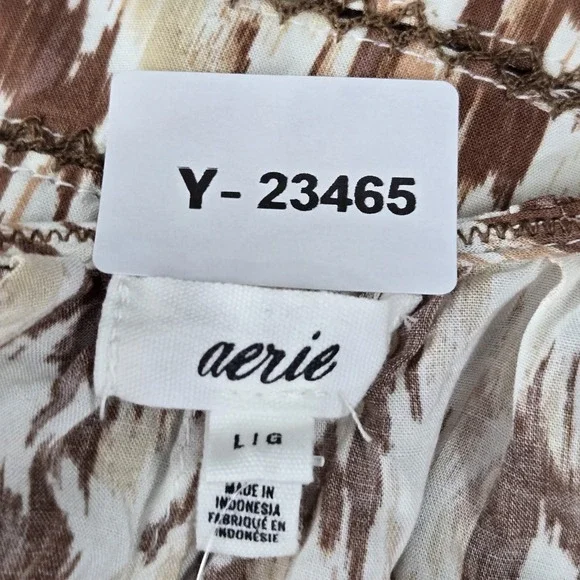 Y- 23465
aerie
L | G
MADE IN
INDONESIA
FABRIQUÉ EN
INDONÉSIE